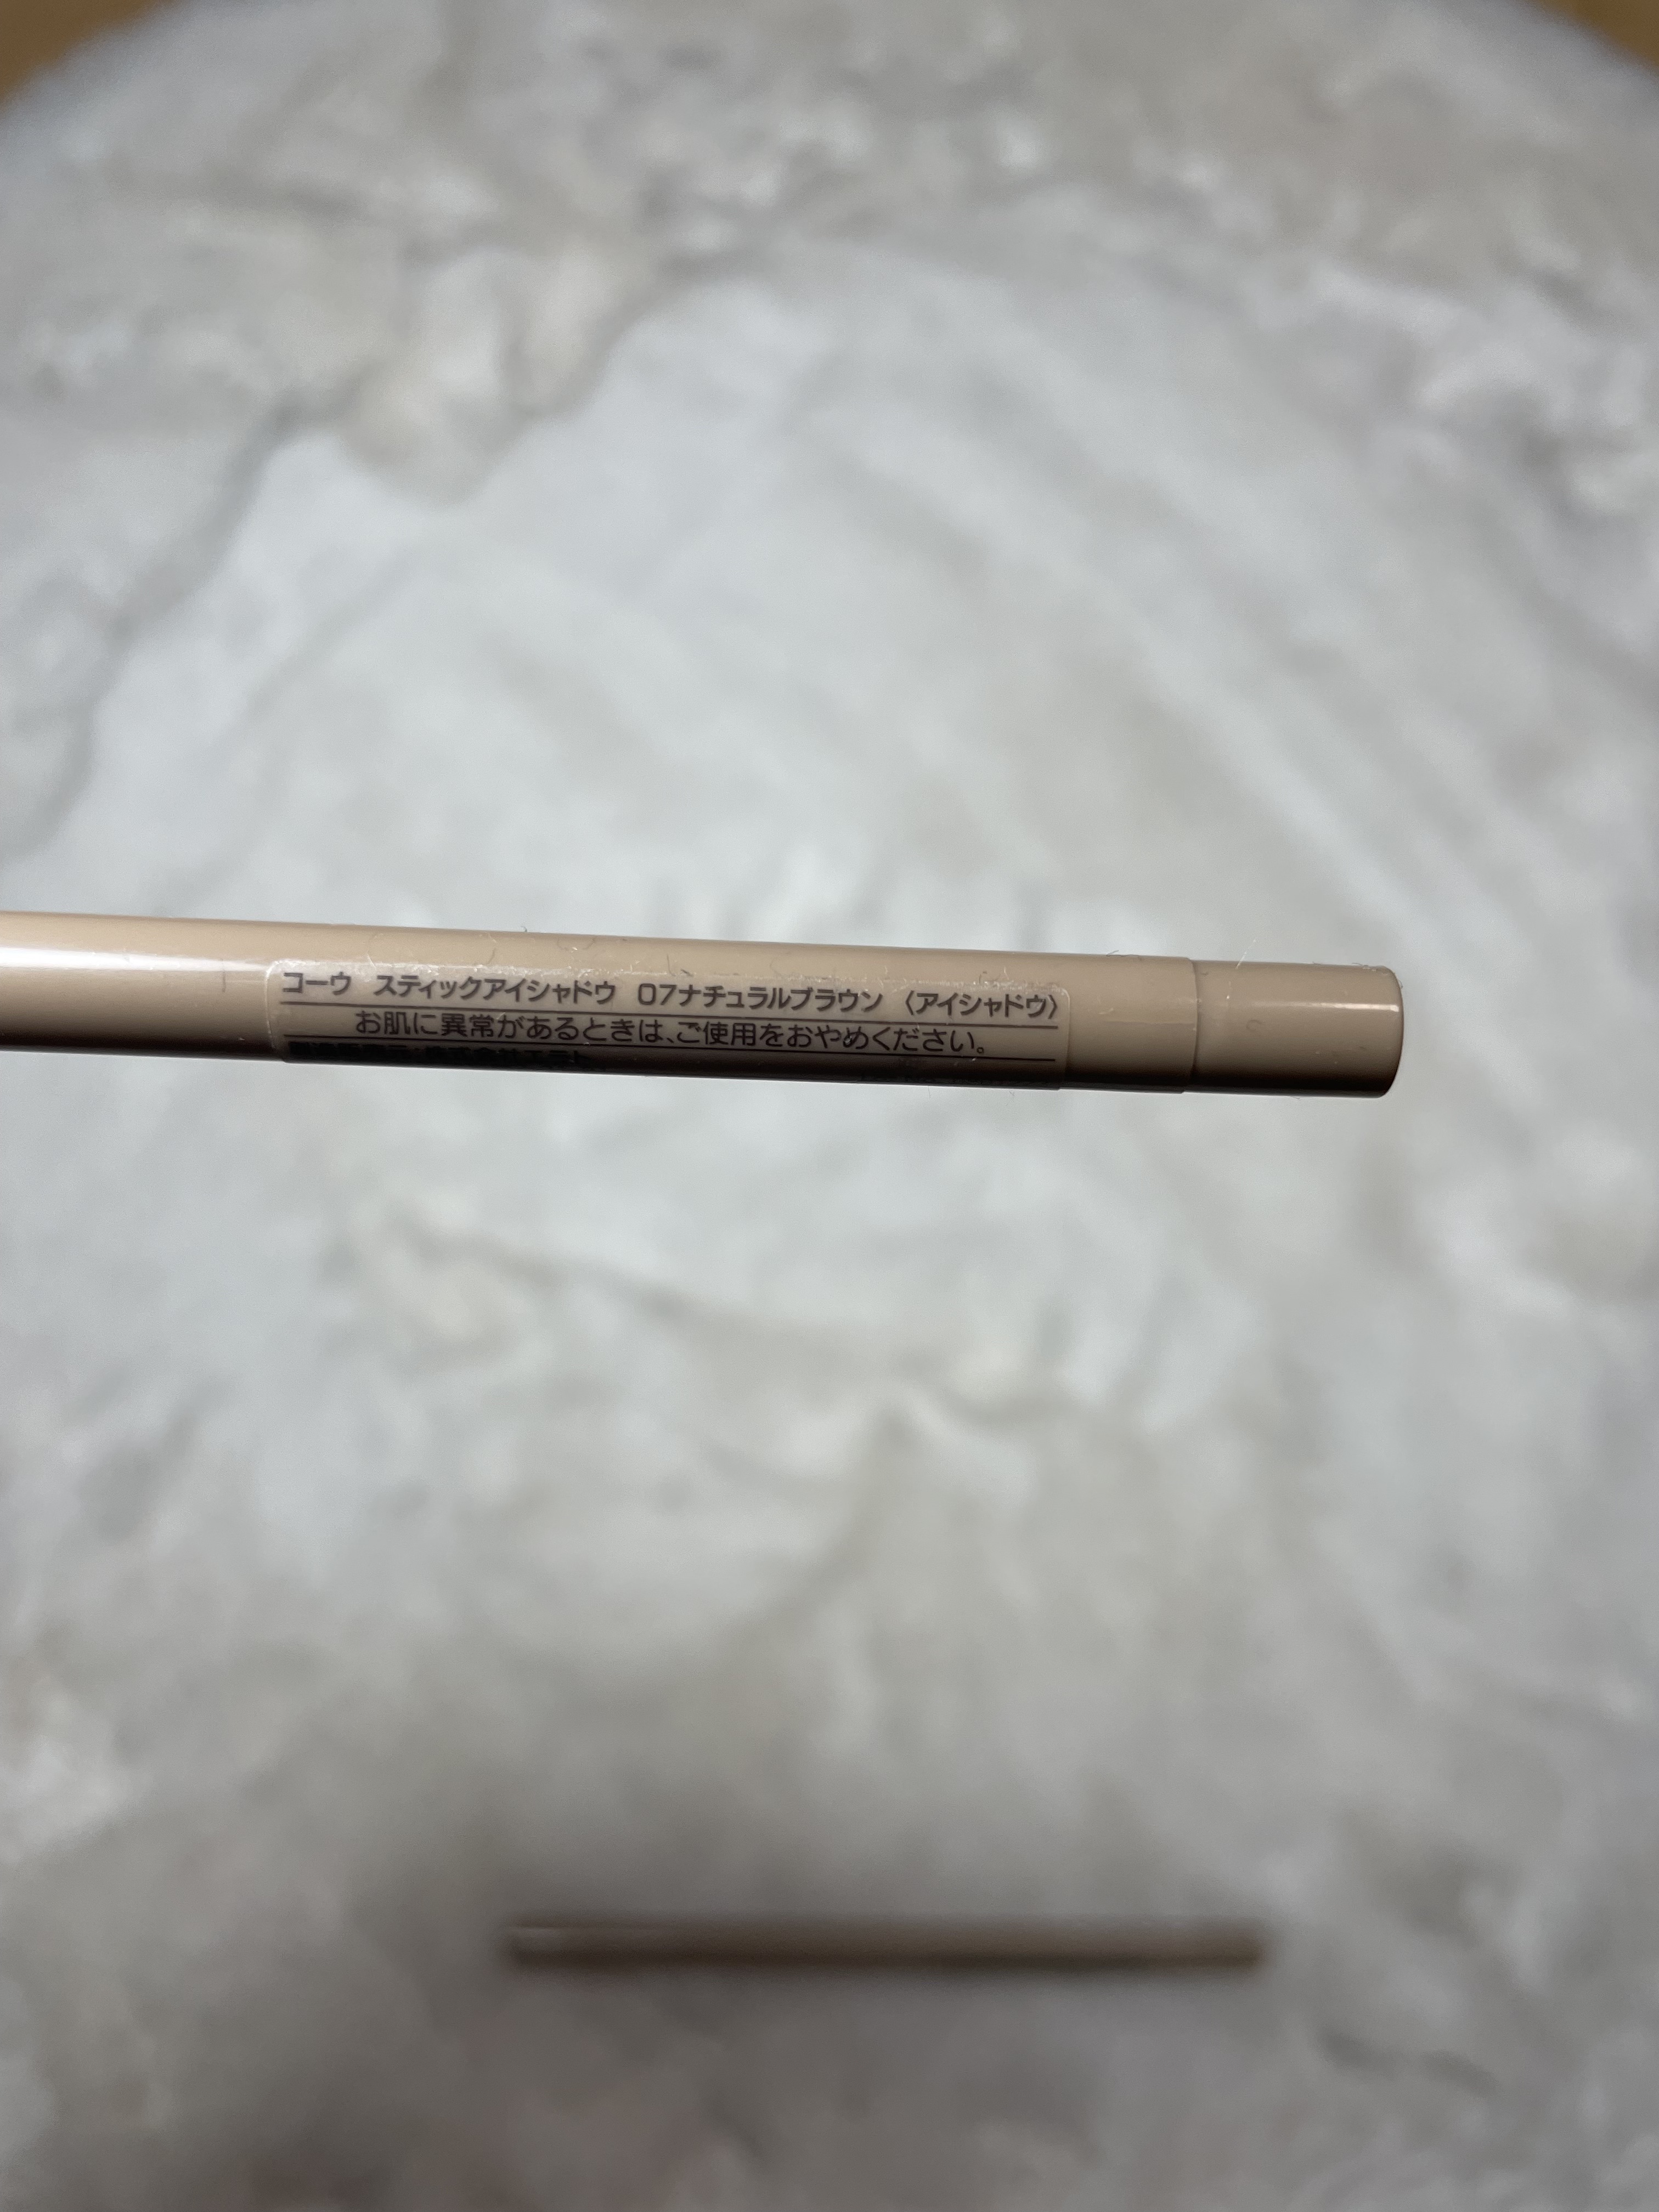 コーウ スティックアイシャドウ 07ナチュラルブラウン 〈アイシャドウ〉
お肌に異常があるときは、ご使用をおやめください。